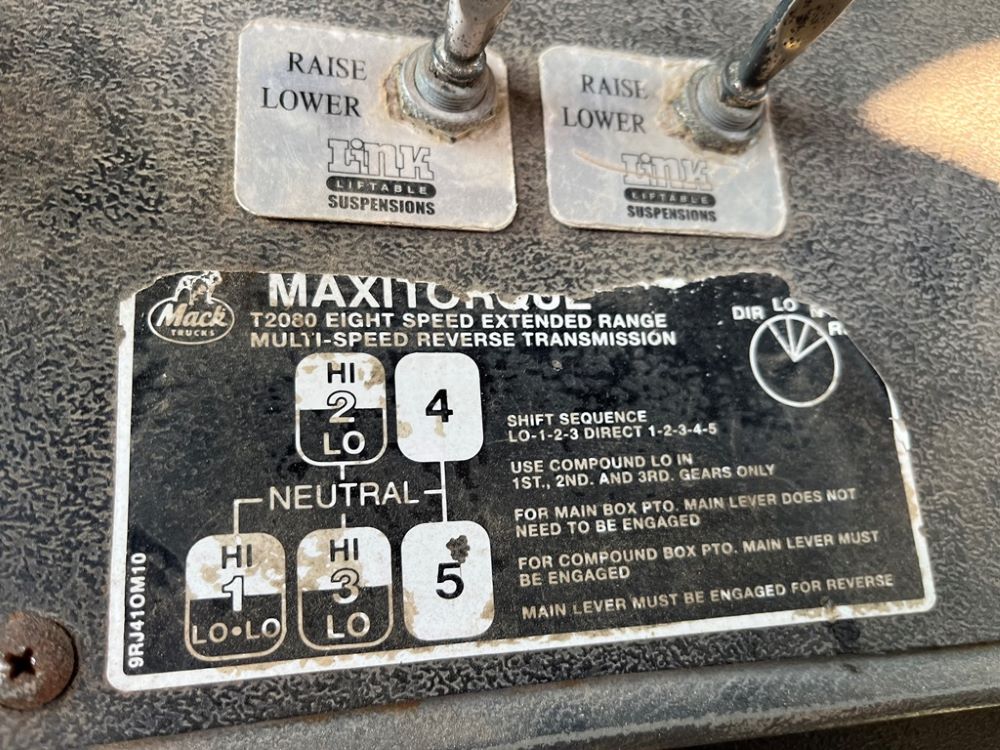 RAISE
LOWER
Link
LIFTABLE
SUSPENSIONS
RAISE
LOWER
Link
LIFTABLE
SUSPENSIONS
Mack
TRUCKS
MAXITORQUE
T2080 EIGHT SPEED EXTENDED RANGE
MULTI-SPEED REVERSE TRANSMISSION
DIR LO N
R
HI
2
LO
4
NEUTRAL
HI
1
LO•LO
HI
3
LO
5
SHIFT SEQUENCE
LO-1-2-3 DIRECT 1-2-3-4-5
USE COMPOUND LO IN
1ST., 2ND. AND 3RD. GEARS ONLY
FOR MAIN BOX PTO. MAIN LEVER DOES NOT
NEED TO BE ENGAGED
FOR COMPOUND BOX PTO. MAIN LEVER MUST
BE ENGAGED
MAIN LEVER MUST BE ENGAGED FOR REVERSE
9RJ41OM10